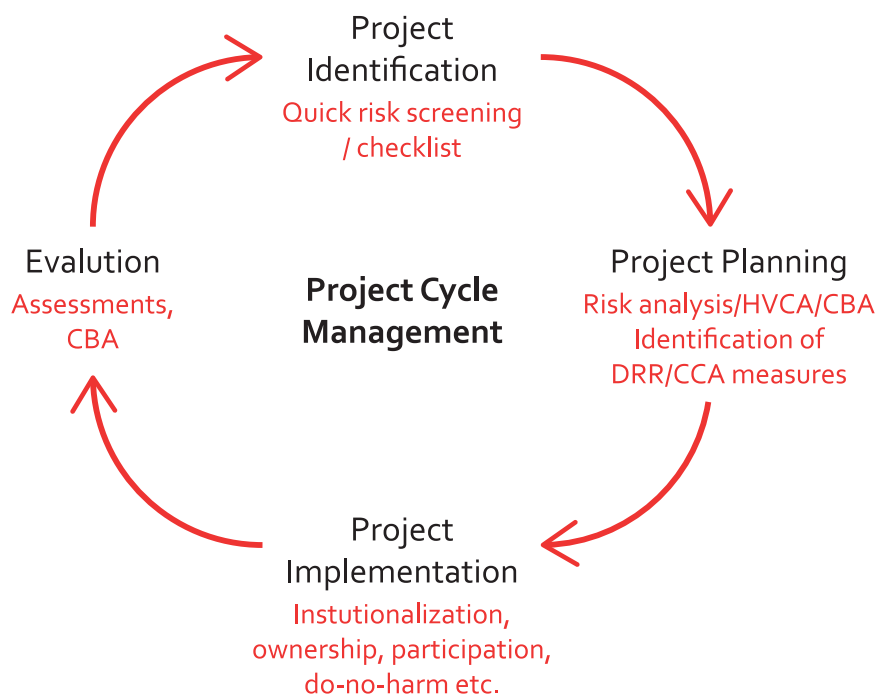 Project
Identification
Quick risk screening
/ checklist
Project Planning
Risk analysis/HVCA/CBA
Identification of
DRR/CCA measures
Project
Implementation
Instutionalization,
ownership, participation,
do-no-harm etc.
Evalution
Assessments,
CBA
Project Cycle
Management